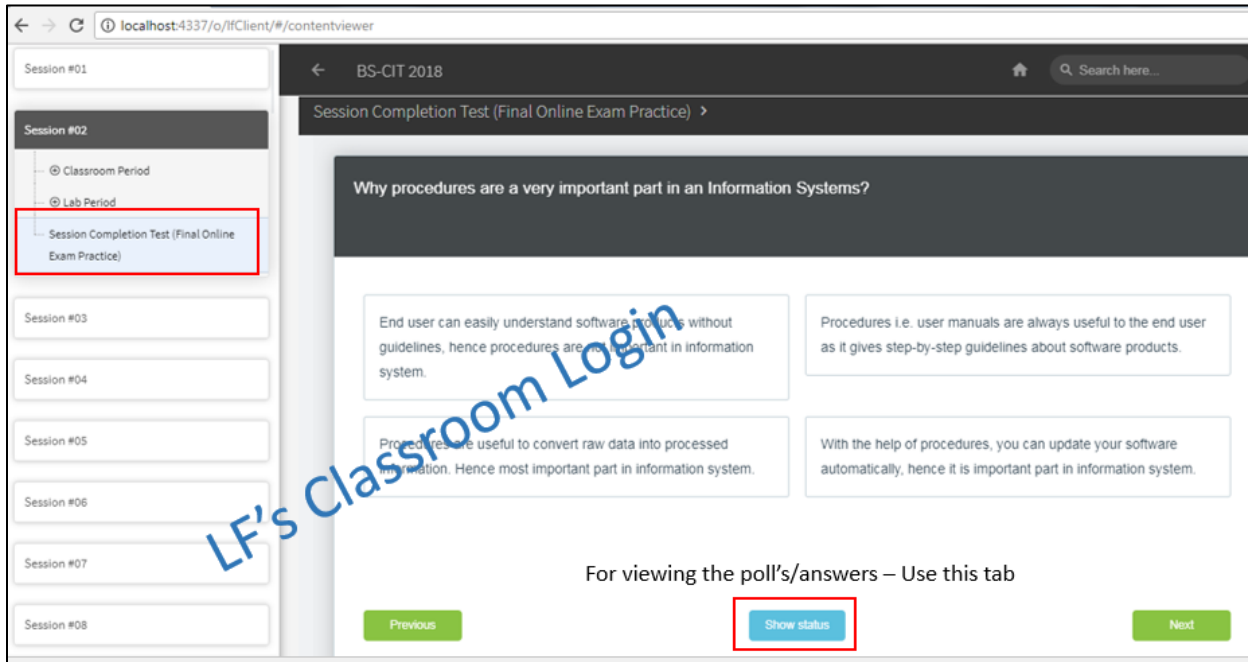 localhost:4337/o/lfClient/#/contentviewer
Session #01
BS-CIT 2018
Search here...
Session Completion Test (Final Online Exam Practice) >
Session #02
Classroom Period
Lab Period
Session Completion Test (Final Online
Exam Practice)
Session #03
Session #04
Session #05
Session #06
Session #07
Session #08
Why procedures are a very important part in an Information Systems?
End user can easily understand software products without
guidelines, hence procedures are not important in information
system.
Procedures i.e. user manuals are always useful to the end user
as it gives step-by-step guidelines about software products.
Procedures are useful to convert raw data into processed
information. Hence most important part in information system.
With the help of procedures, you can update your software
automatically, hence it is important part in information system.
LF's Classroom Login
For viewing the poll's/answers – Use this tab
Previous
Show status
Next